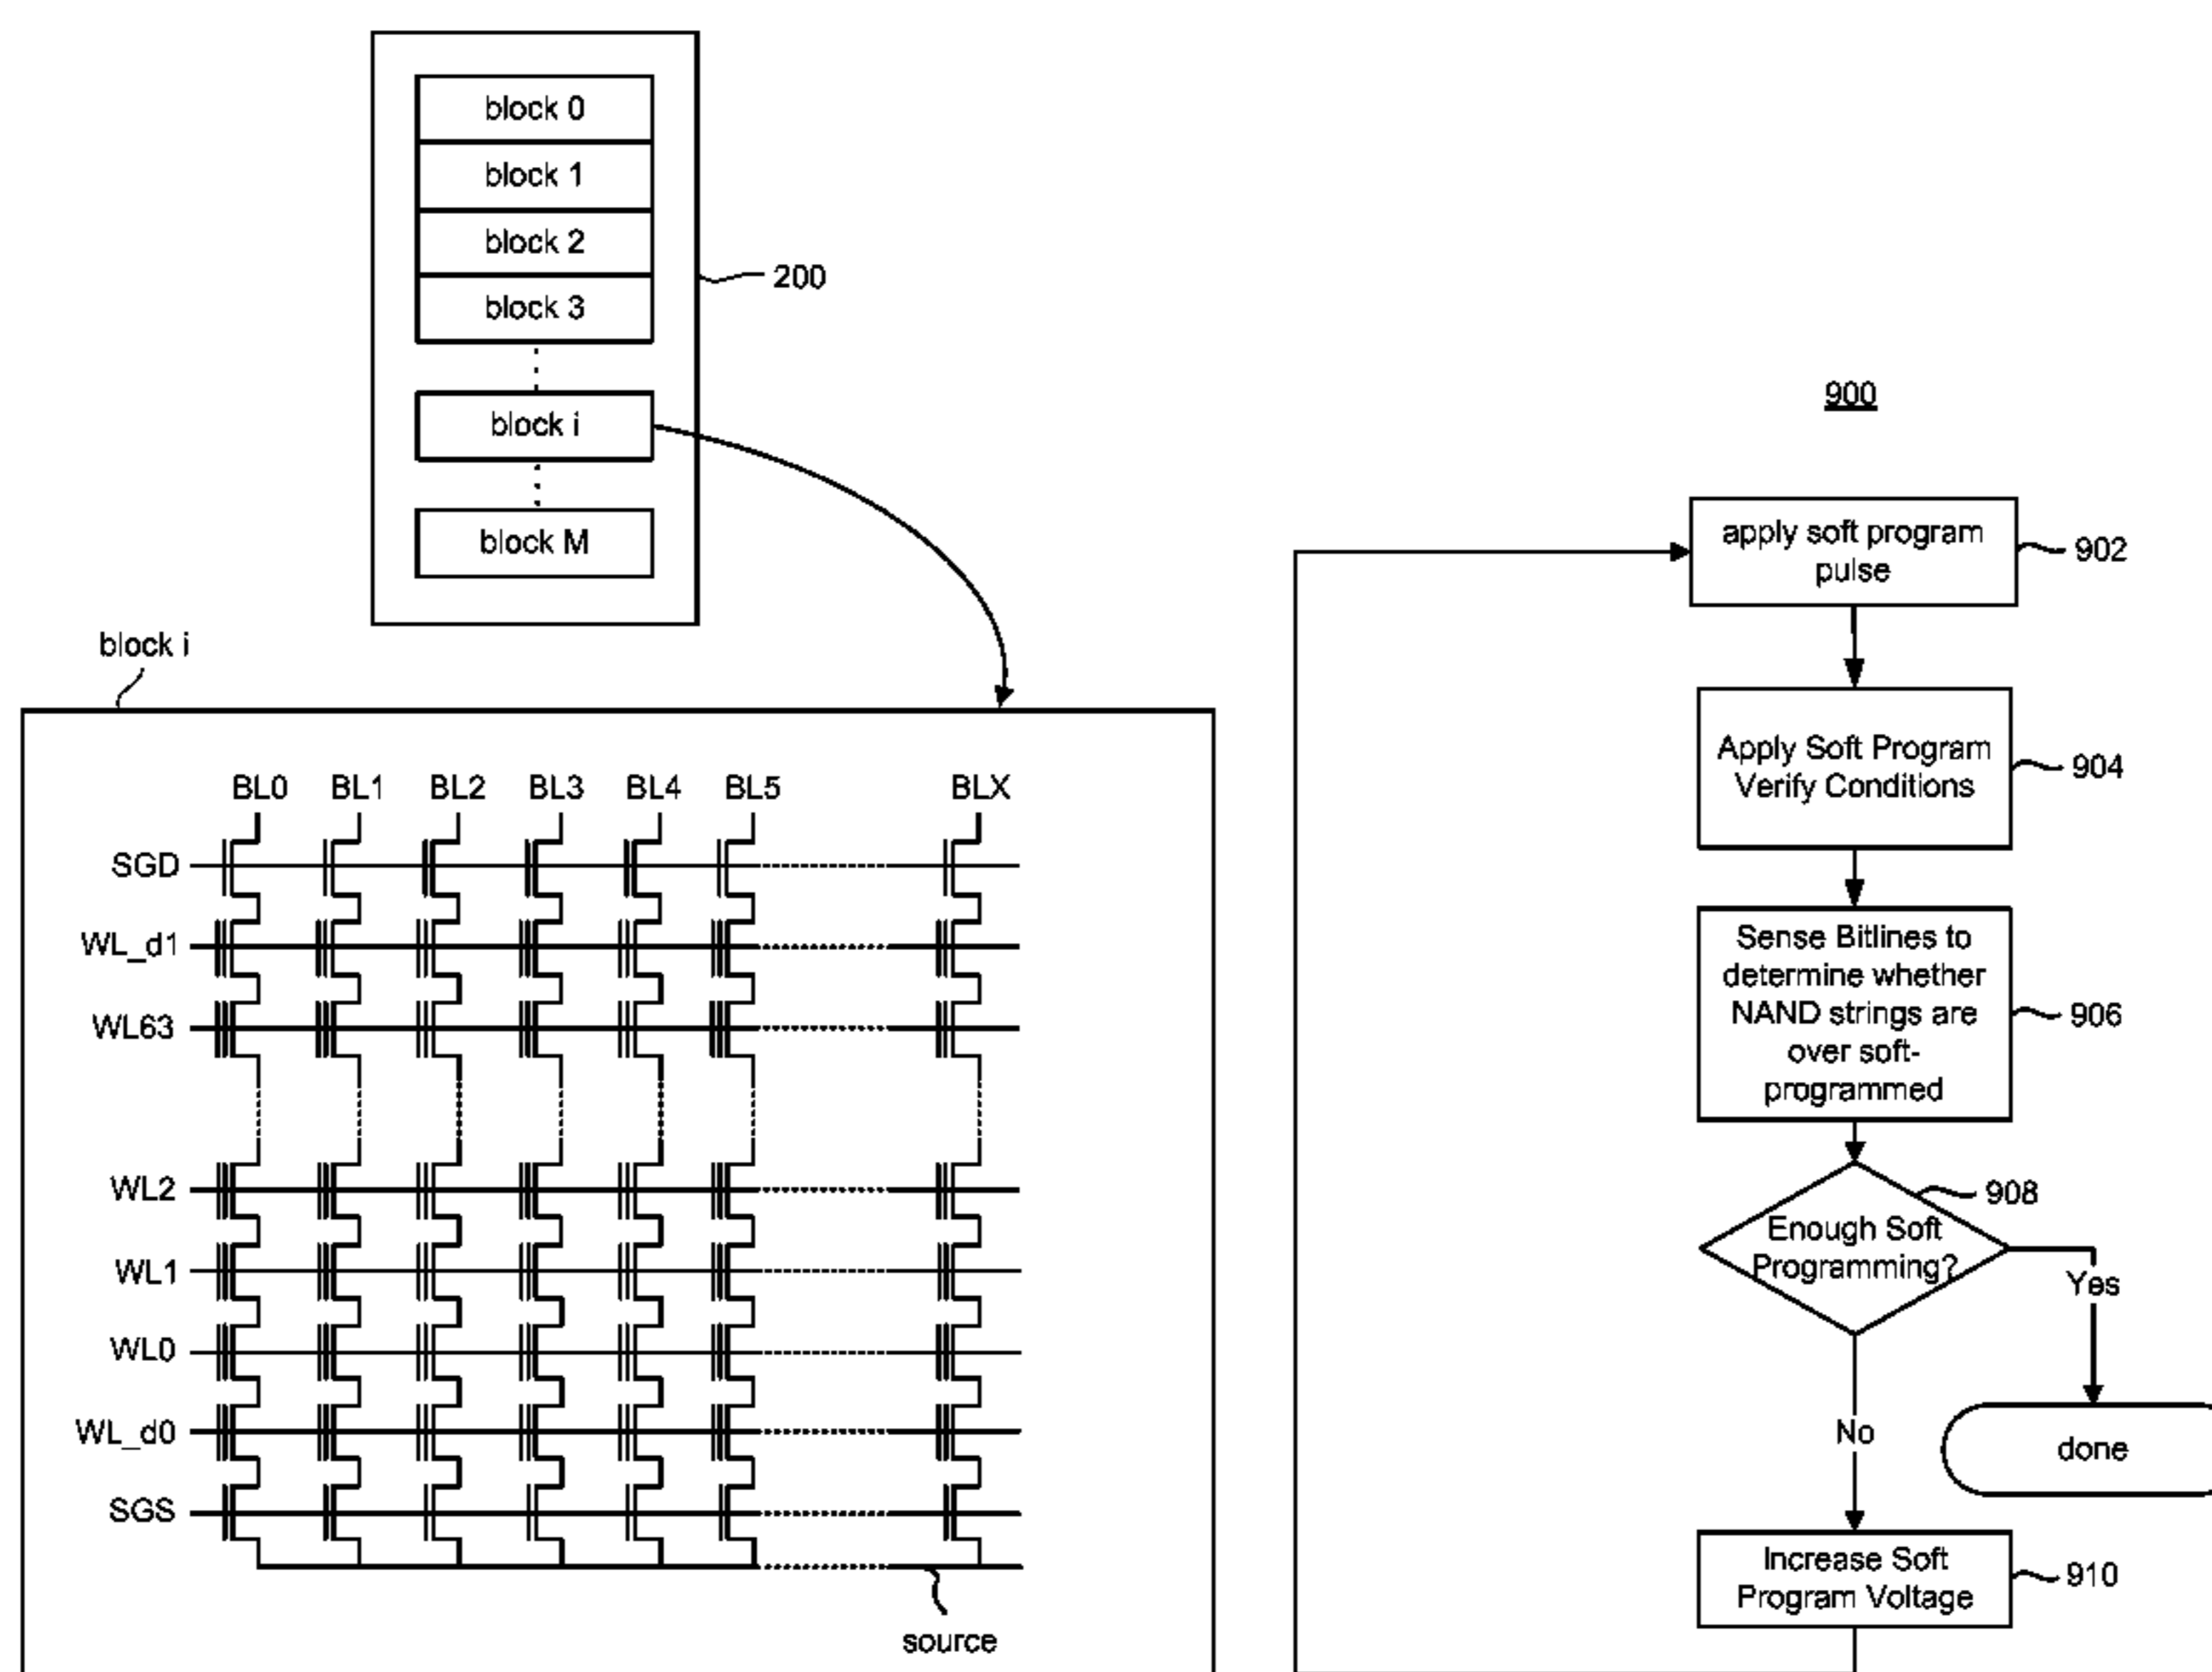 block 0
block 1
block 2
block 3
200
block i
block M
block i
BL0 BL1 BL2 BL3 BL4 BL5 BLX
SGD
WL_d1
WL63
WL2
WL1
WL0
WL_d0
SGS
source
900
apply soft program
pulse
902
Apply Soft Program
Verify Conditions
904
Sense Bitlines to
determine whether
NAND strings are
over soft-
programmed
906
908
Enough Soft
Programming?
Yes
No
done
Increase Soft
Program Voltage
910